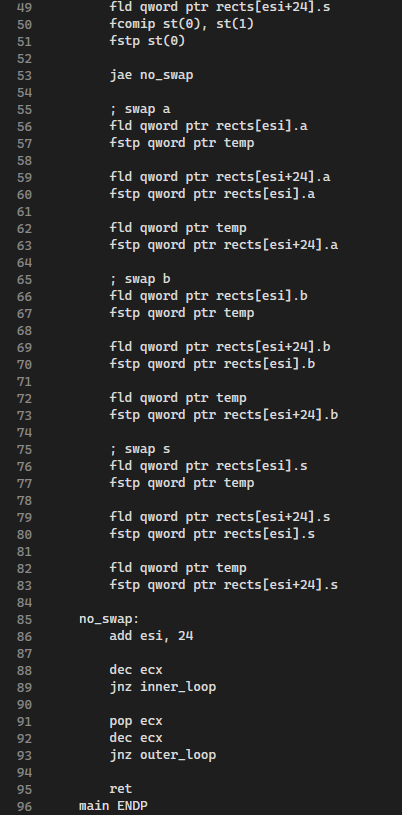 49 fld qword ptr rects[esi+24].s
50 fcomip st(0), st(1)
51 fstp st(0)
52
53 jae no_swap
54
55 ; swap a
56 fld qword ptr rects[esi].a
57 fstp qword ptr temp
58
59 fld qword ptr rects[esi+24].a
60 fstp qword ptr rects[esi].a
61
62 fld qword ptr temp
63 fstp qword ptr rects[esi+24].a
64
65 ; swap b
66 fld qword ptr rects[esi].b
67 fstp qword ptr temp
68
69 fld qword ptr rects[esi+24].b
70 fstp qword ptr rects[esi].b
71
72 fld qword ptr temp
73 fstp qword ptr rects[esi+24].b
74
75 ; swap s
76 fld qword ptr rects[esi].s
77 fstp qword ptr temp
78
79 fld qword ptr rects[esi+24].s
80 fstp qword ptr rects[esi].s
81
82 fld qword ptr temp
83 fstp qword ptr rects[esi+24].s
84
85 no_swap:
86 add esi, 24
87
88 dec ecx
89 jnz inner_loop
90
91 pop ecx
92 dec ecx
93 jnz outer_loop
94
95 ret
96 main ENDP